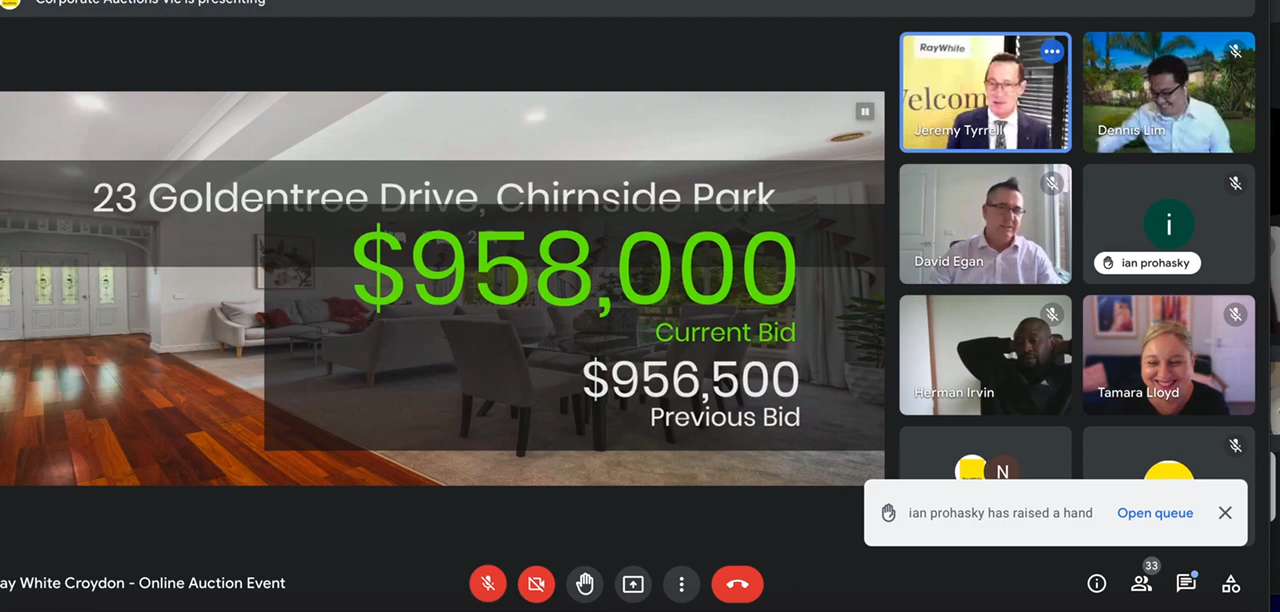 Corporate Auctions Vic is presenting
23 Goldentree Drive, Chirnside Park
$958,000
Current Bid
$956,500
Previous Bid
RayWhite
Welcome
Jeremy Tyrrell
Dennis Lim
David Egan
i
ian prohasky
Herman Irvin
Tamara Lloyd
N
ian prohasky has raised a hand
Open queue
ay White Croydon - Online Auction Event
33